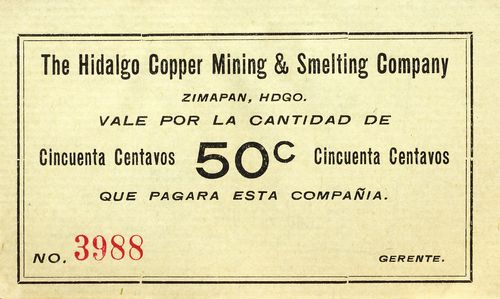 The Hidalgo Copper Mining & Smelting Company
ZIMAPAN, HDGO.
VALE POR LA CANTIDAD DE
Cincuenta Centavos 50c Cincuenta Centavos
QUE PAGARA ESTA COMPAÑIA.
NO. 3988 GERENTE.